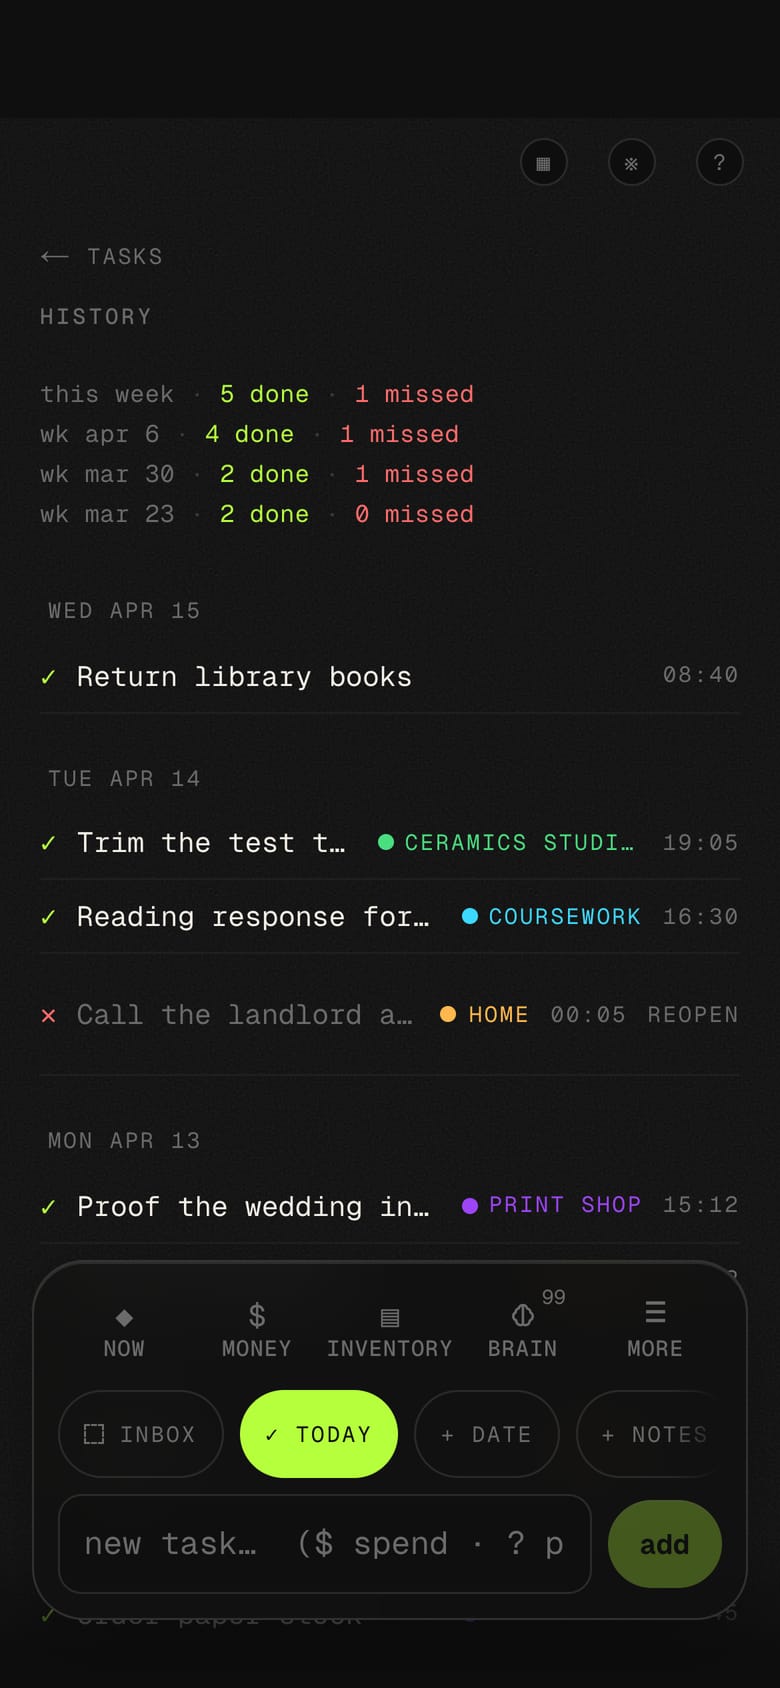 ?
← TASKS
HISTORY
this week · 5 done · 1 missed
wk apr 6 · 4 done · 1 missed
wk mar 30 · 2 done · 1 missed
wk mar 23 · 2 done · 0 missed
WED APR 15
✓ Return library books 08:40
TUE APR 14
✓ Trim the test t… CERAMICS STUDI… 19:05
✓ Reading response for… COURSEWORK 16:30
✕ Call the landlord a… HOME 00:05 REOPEN
MON APR 13
✓ Proof the wedding in… PRINT SHOP 15:12
99
NOW $ MONEY INVENTORY BRAIN MORE
INBOX ✓ TODAY + DATE + NOTES
new task… ($ spend · ? p add